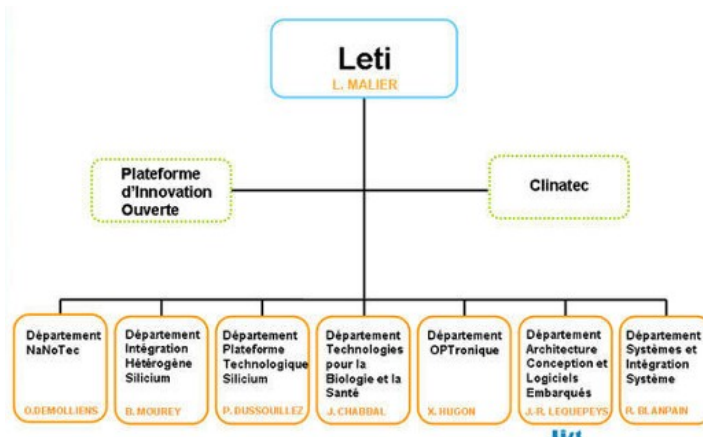 Leti
L. MALIER
Plateforme
d'Innovation
Ouverte
Clinatec
Département
NaNoTec
O.DEMOLLIENS
Département
Intégration
Hétérogène
Silicium
B. MOUREY
Département
Plateforme
Technologique
Silicium
P. DUSSOUILLEZ
Département
Technologies
pour la
Biologie et la
Santé
J. CHABBAL
Département
OPTronique
X. HUGON
Département
Architecture
Conception et
Logiciels
Embarqués
J.-R. LEQUEPEYS
Département
Systèmes et
Intégration
Système
R. BLANPAIN